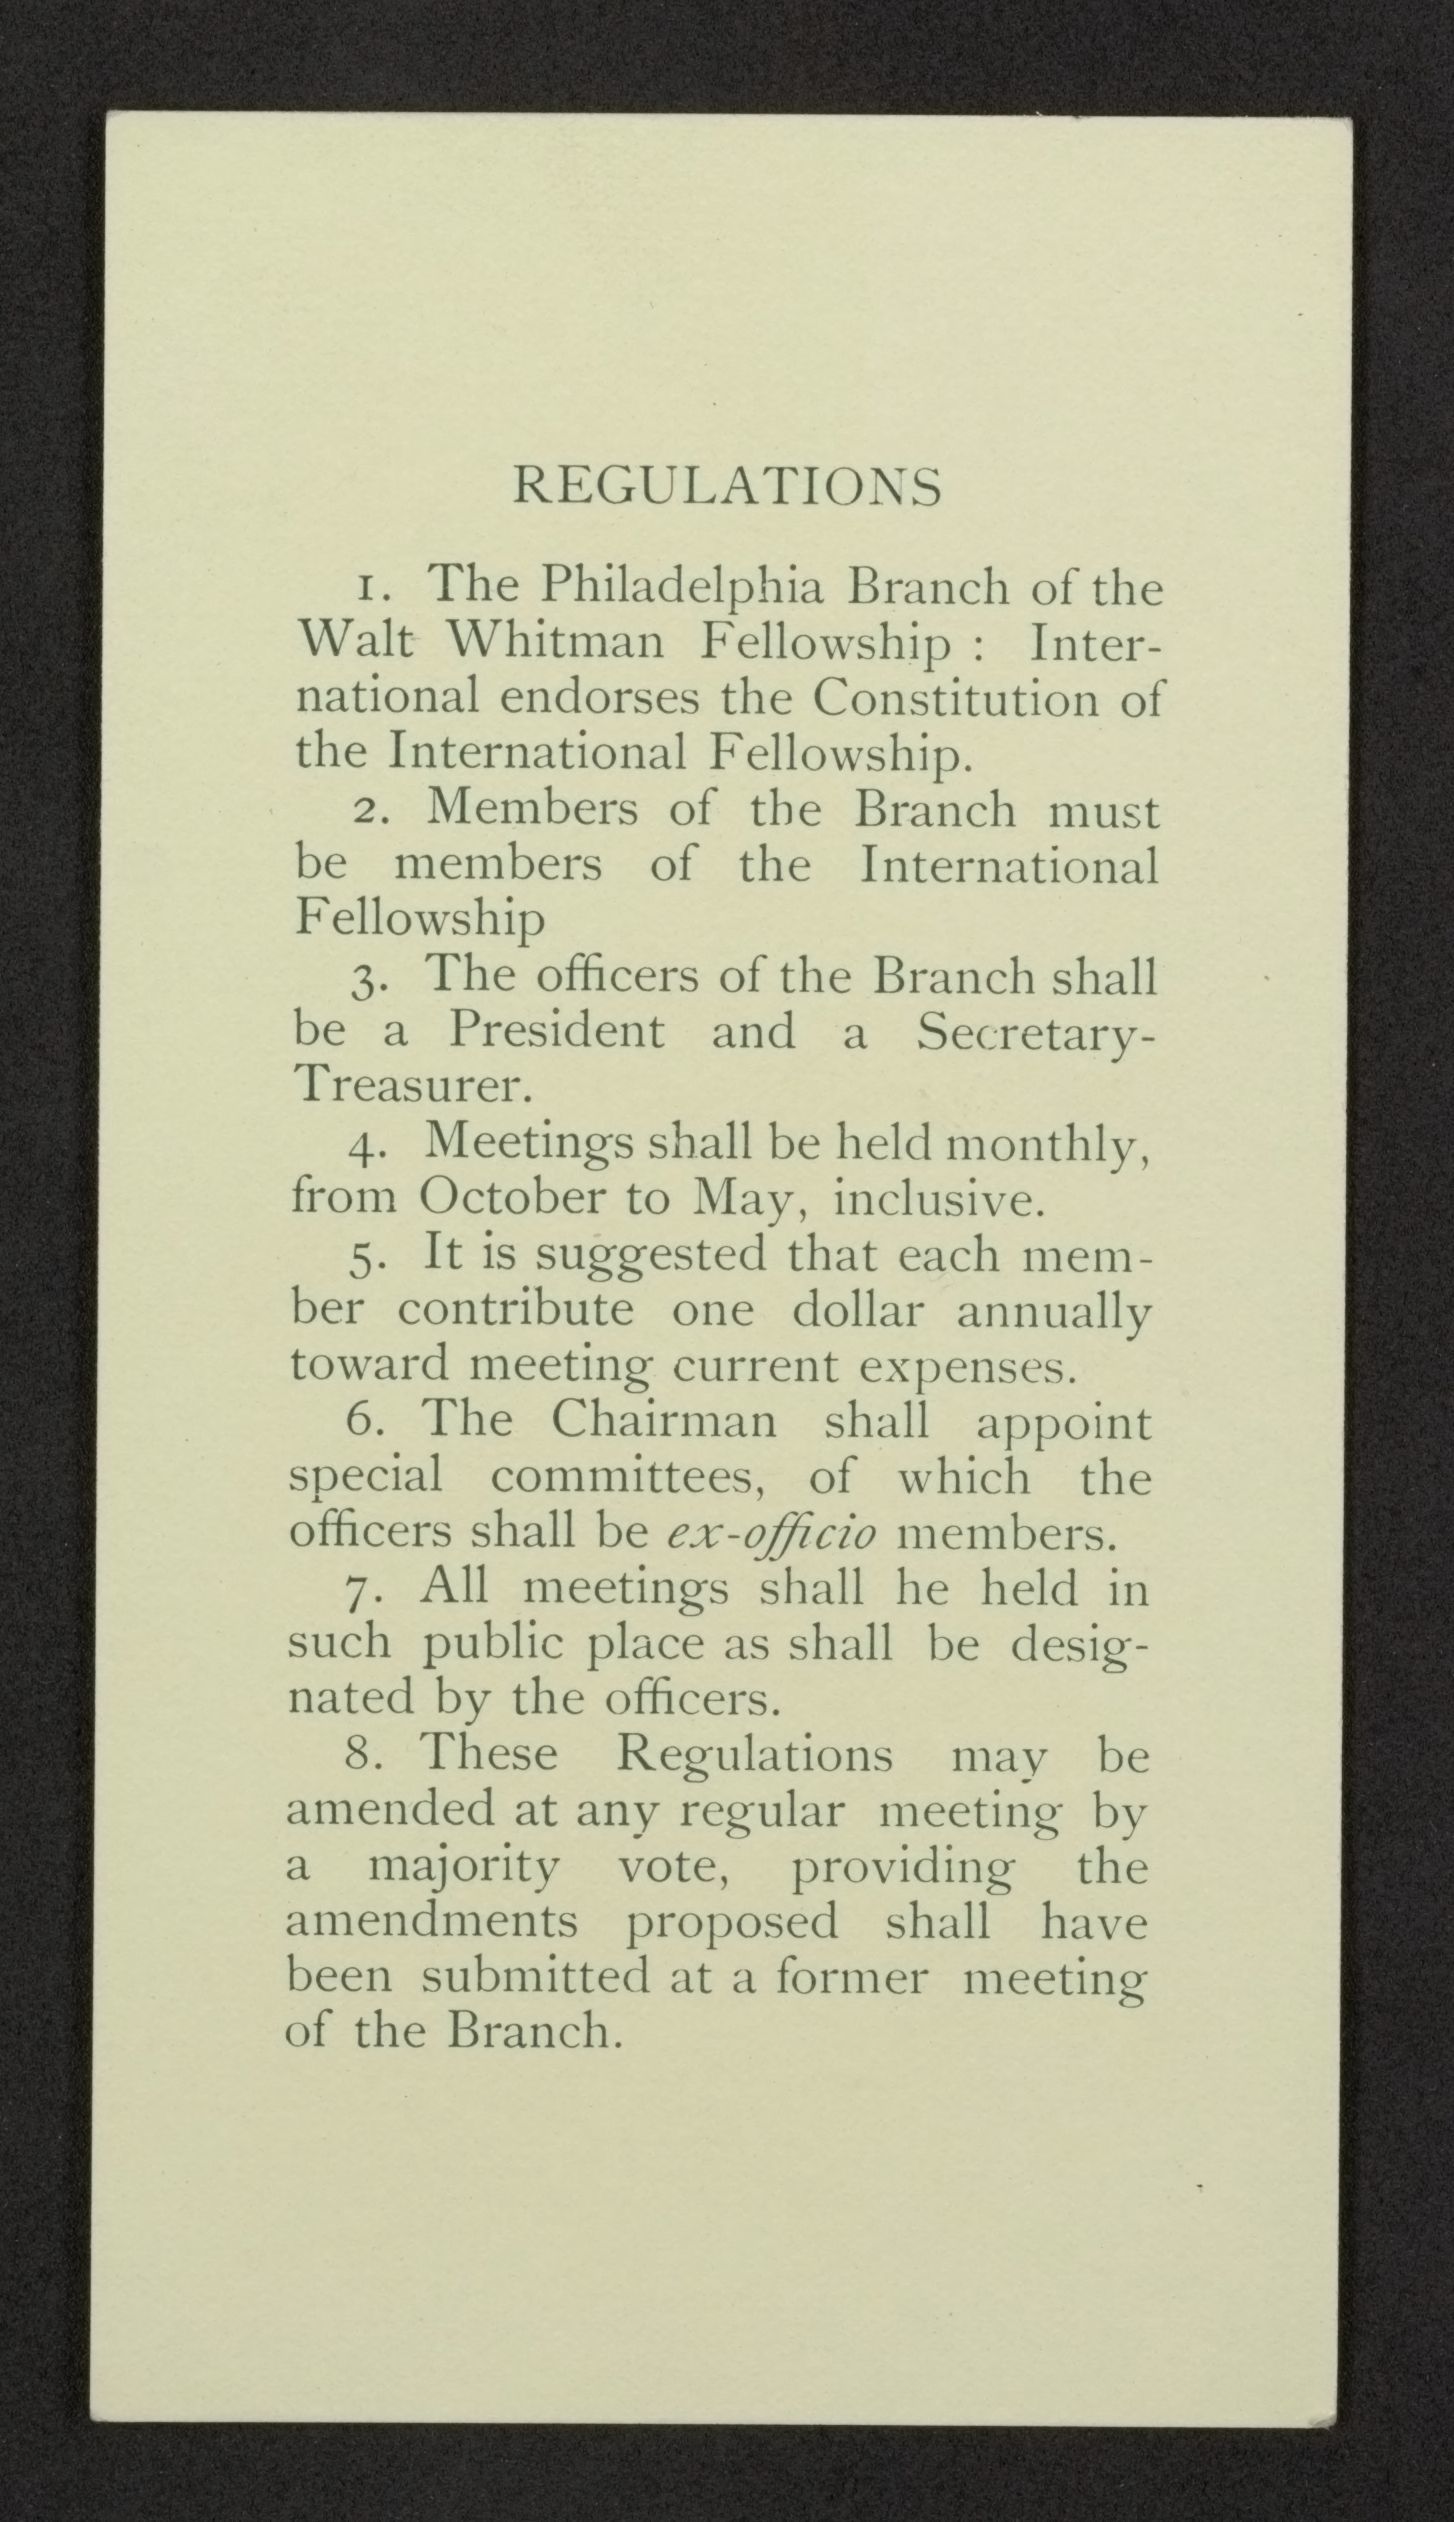 REGULATIONS
1. The Philadelphia Branch of the
Walt Whitman Fellowship : Inter-
national endorses the Constitution of
the International Fellowship.
2. Members of the Branch must
be members of the International
Fellowship
3. The officers of the Branch shall
be a President and a Secretary-
Treasurer.
4. Meetings shall be held monthly,
from October to May, inclusive.
5. It is suggested that each mem-
ber contribute one dollar annually
toward meeting current expenses.
6. The Chairman shall appoint
special committees, of which the
officers shall be ex-officio members.
7. All meetings shall he held in
such public place as shall be desig-
nated by the officers.
8. These Regulations may be
amended at any regular meeting by
a majority vote, providing the
amendments proposed shall have
been submitted at a former meeting
of the Branch.